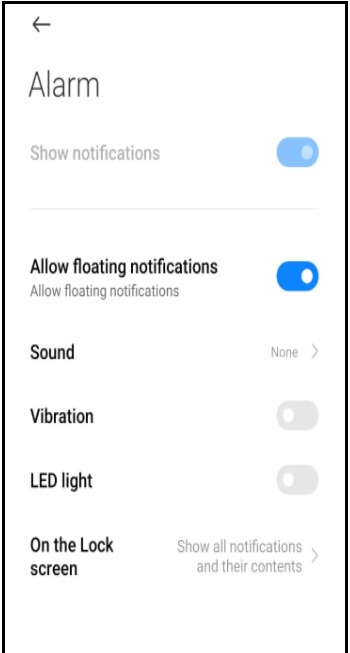 Alarm
Show notifications
Allow floating notifications
Allow floating notifications
Sound None
Vibration
LED light
On the Lock screen
Show all notifications
and their contents